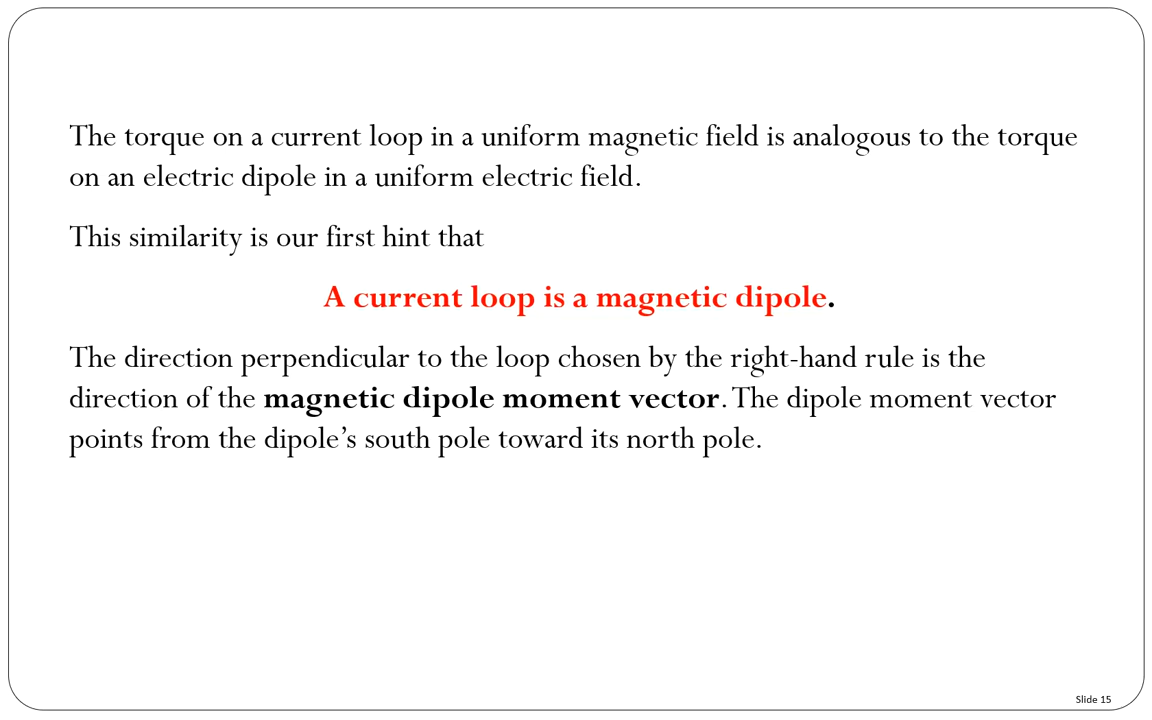 The torque on a current loop in a uniform magnetic field is analogous to the torque
on an electric dipole in a uniform electric field.
This similarity is our first hint that
A current loop is a magnetic dipole.
The direction perpendicular to the loop chosen by the right-hand rule is the
direction of the magnetic dipole moment vector. The dipole moment vector
points from the dipole’s south pole toward its north pole.
Slide 15